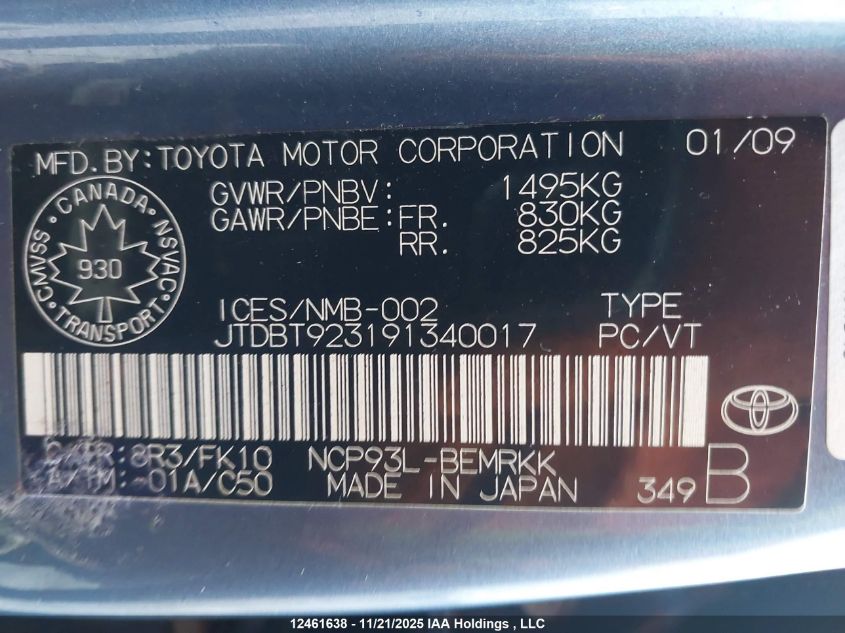 MFD.BY:TOYOTA MOTOR CORPORATION 01/09
GVWR/PNBV: 1495KG
GAWR/PNBE:FR. 830KG
RR. 825KG
CANADA
CMVSS NSVAC
930
TRANSPORT
ICES/NMB-002 TYPE
JTDBT923191340017 PC/VT
:8R3/FK10 NCP93L-BEMRKK
A/TM:-01A/C50 MADE IN JAPAN 349 B
12461638 - 11/21/2025 IAA Holdings , LLC